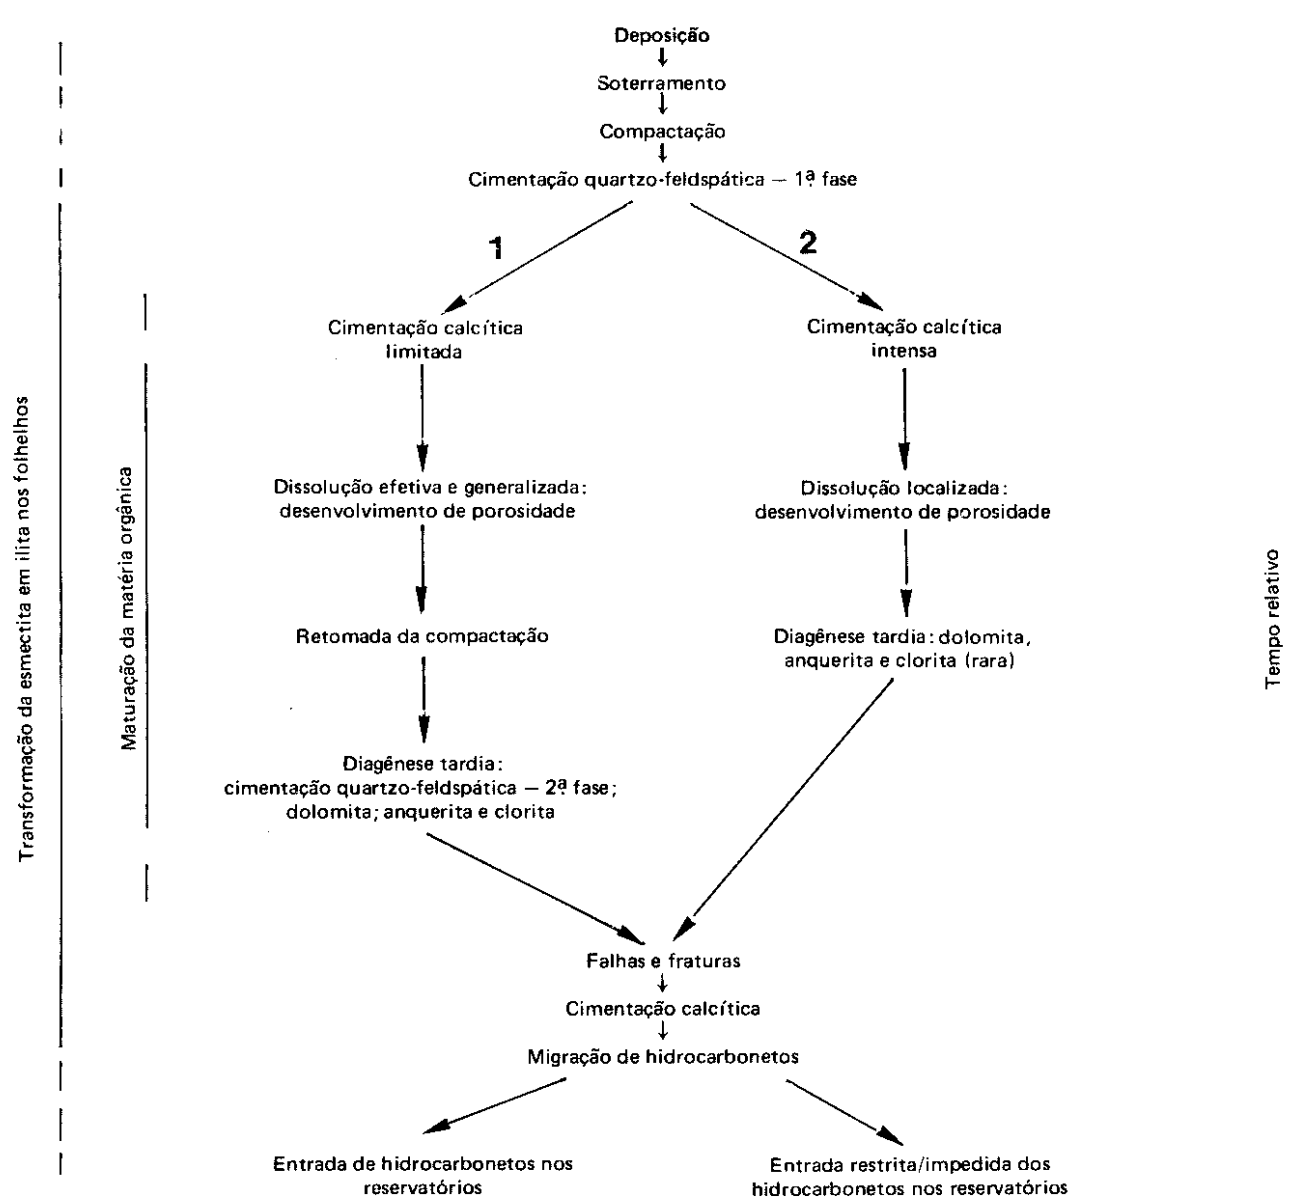 Deposição
Soterramento
Compactação
Cimentação quartzo-feldspática — 1ª fase
1
2
Cimentação calcítica
limitada
Cimentação calcítica
intensa
Dissolução efetiva e generalizada:
desenvolvimento de porosidade
Dissolução localizada:
desenvolvimento de porosidade
Retomada da compactação
Diagênese tardia: dolomita,
anquerita e clorita (rara)
Diagênese tardia:
cimentação quartzo-feldspática — 2ª fase;
dolomita; anquerita e clorita
Falhas e fraturas
Cimentação calcítica
Migração de hidrocarbonetos
Entrada de hidrocarbonetos nos
reservatórios
Entrada restrita/impedida dos
hidrocarbonetos nos reservatórios
Transformação da esmectita em ilita nos folhelhos
Maturação da matéria orgânica
Tempo relativo